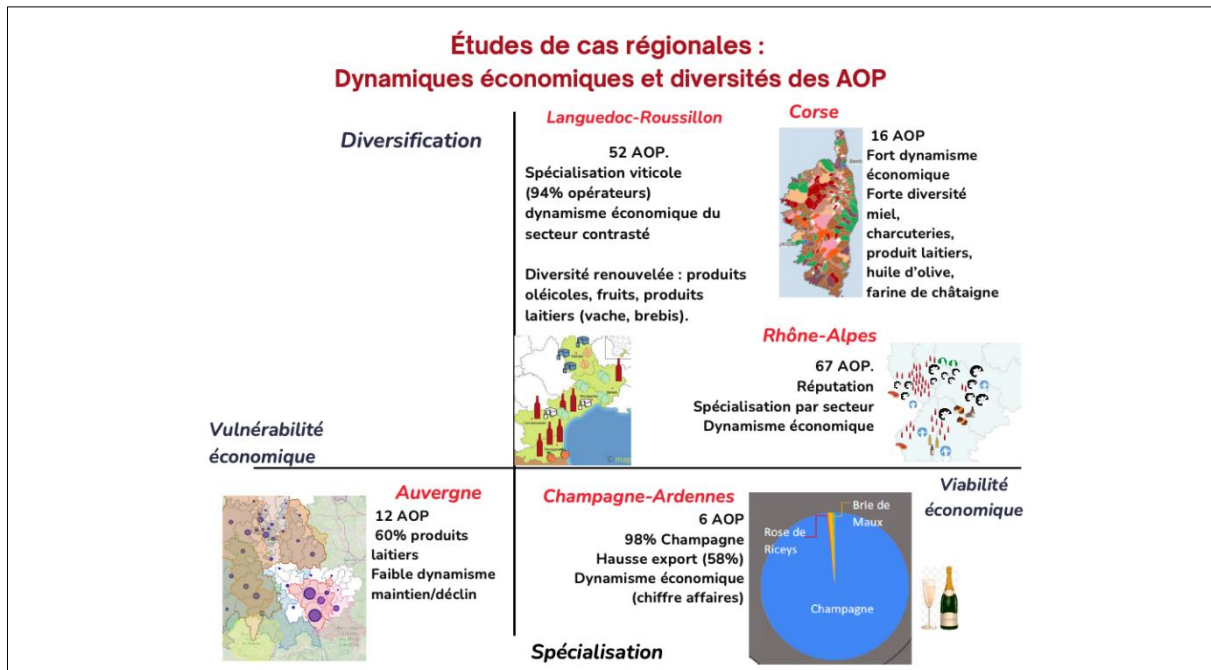 Études de cas régionales :
Dynamiques économiques et diversités des AOP
Diversification
Languedoc-Roussillon
52 AOP.
Spécialisation viticole
(94% opérateurs)
dynamisme économique du
secteur contrasté
Diversité renouvelée : produits
oléicoles, fruits, produits
laitiers (vache, brebis).
Corse
16 AOP
Fort dynamisme
économique
Forte diversité
miel,
charcuteries,
produit laitiers,
huile d'olive,
farine de châtaigne
Rhône-Alpes
67 AOP.
Réputation
Spécialisation par secteur
Dynamisme économique
Vulnérabilité
économique
Viabilité
économique
Auvergne
12 AOP
60% produits
laitiers
Faible dynamisme
maintien/déclin
Champagne-Ardennes
6 AOP
98% Champagne
Hausse export (58%)
Dynamisme économique
(chiffre affaires)
Rose de
Riceys
Brie de
Maux
Champagne
Spécialisation